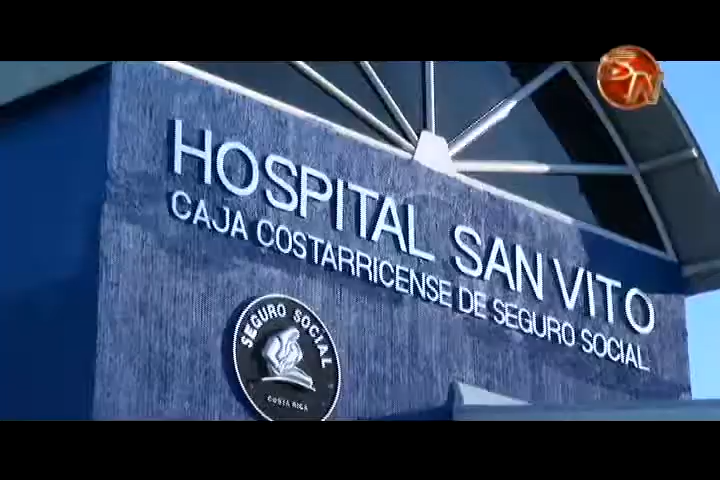 HOSPITAL SAN VITO
CAJA COSTARRICENSE DE SEGURO SOCIAL
SEGURO SOCIAL
COSTA RICA